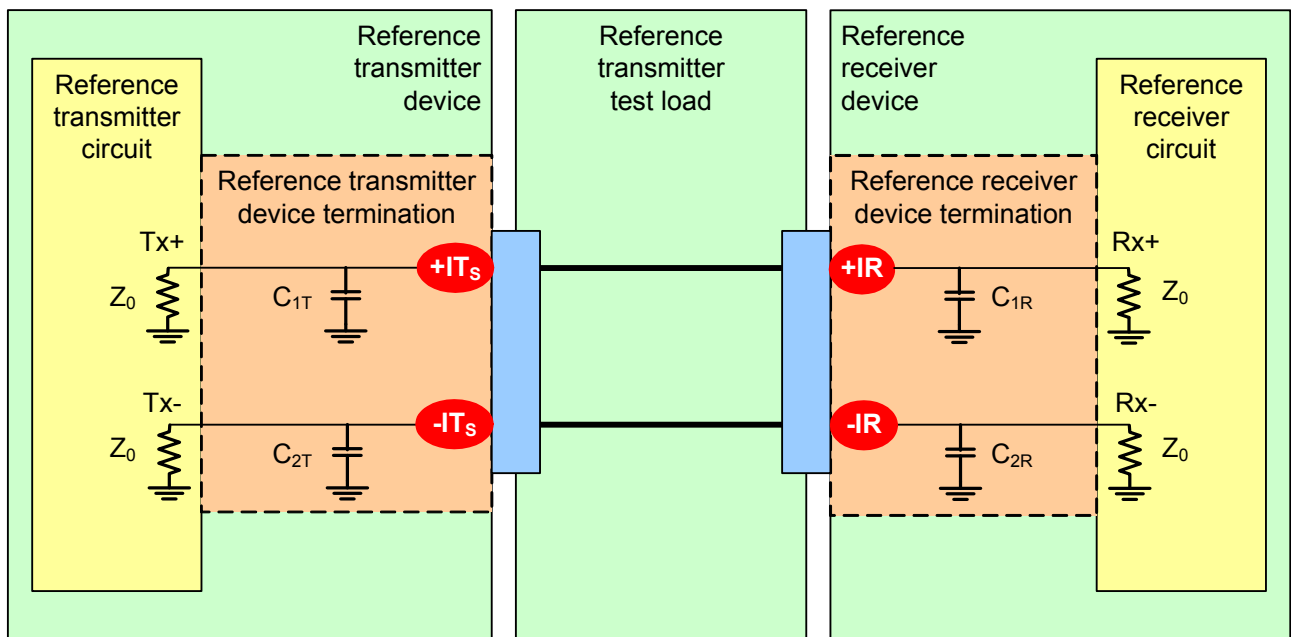 Reference
transmitter
device
Reference
transmitter
test load
Reference
receiver
device
Reference
transmitter
circuit
Reference
receiver
circuit
Reference transmitter
device termination
Reference receiver
device termination
Tx+
+ITS
+IR
Rx+
Z0
C1T
C1R
Z0
Tx-
-ITS
-IR
Rx-
Z0
C2T
C2R
Z0